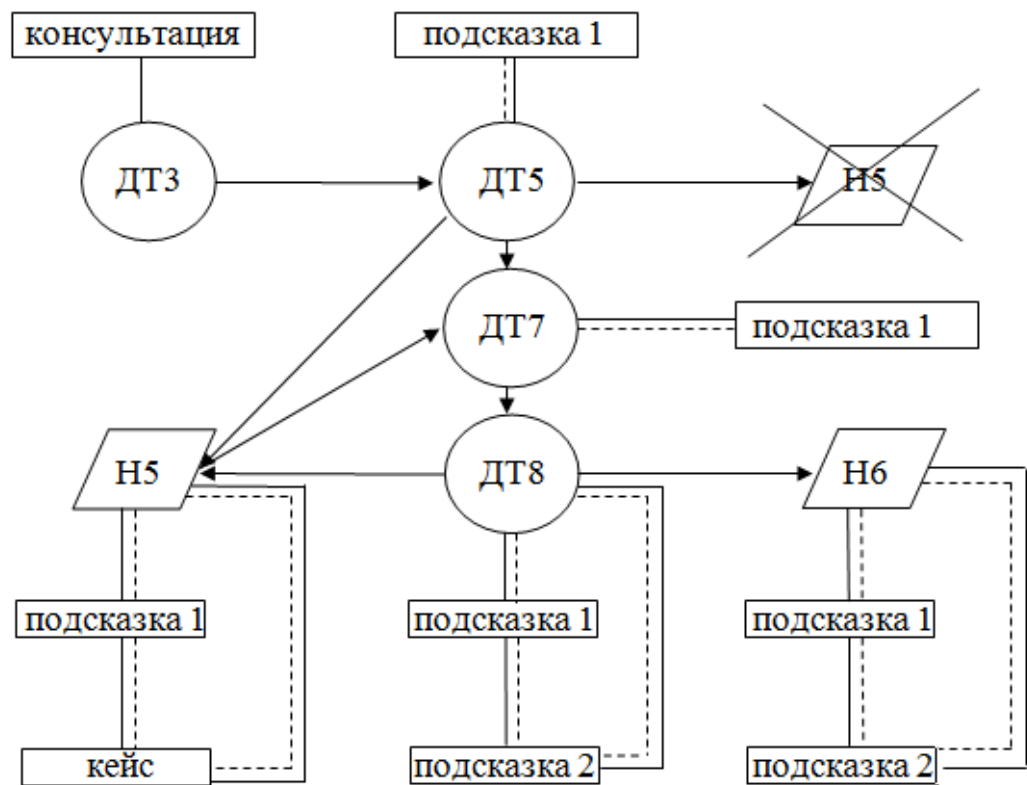 консультация
подсказка 1
ДТ3
ДТ5
Н5
ДТ7
подсказка 1
Н5
ДТ8
Н6
подсказка 1
подсказка 1
подсказка 1
кейс
подсказка 2
подсказка 2